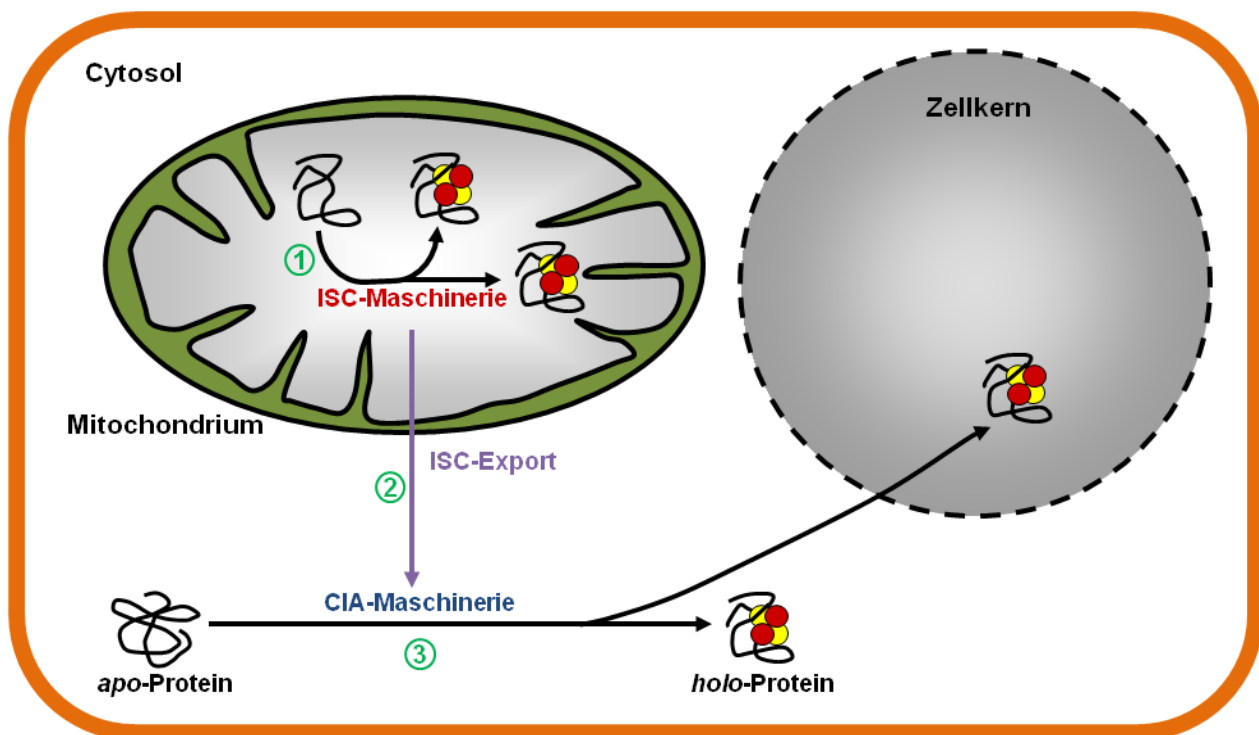 Cytosol
Zellkern
①
ISC-Maschinerie
Mitochondrium
ISC-Export
②
CIA-Maschinerie
③
apo-Protein
holo-Protein